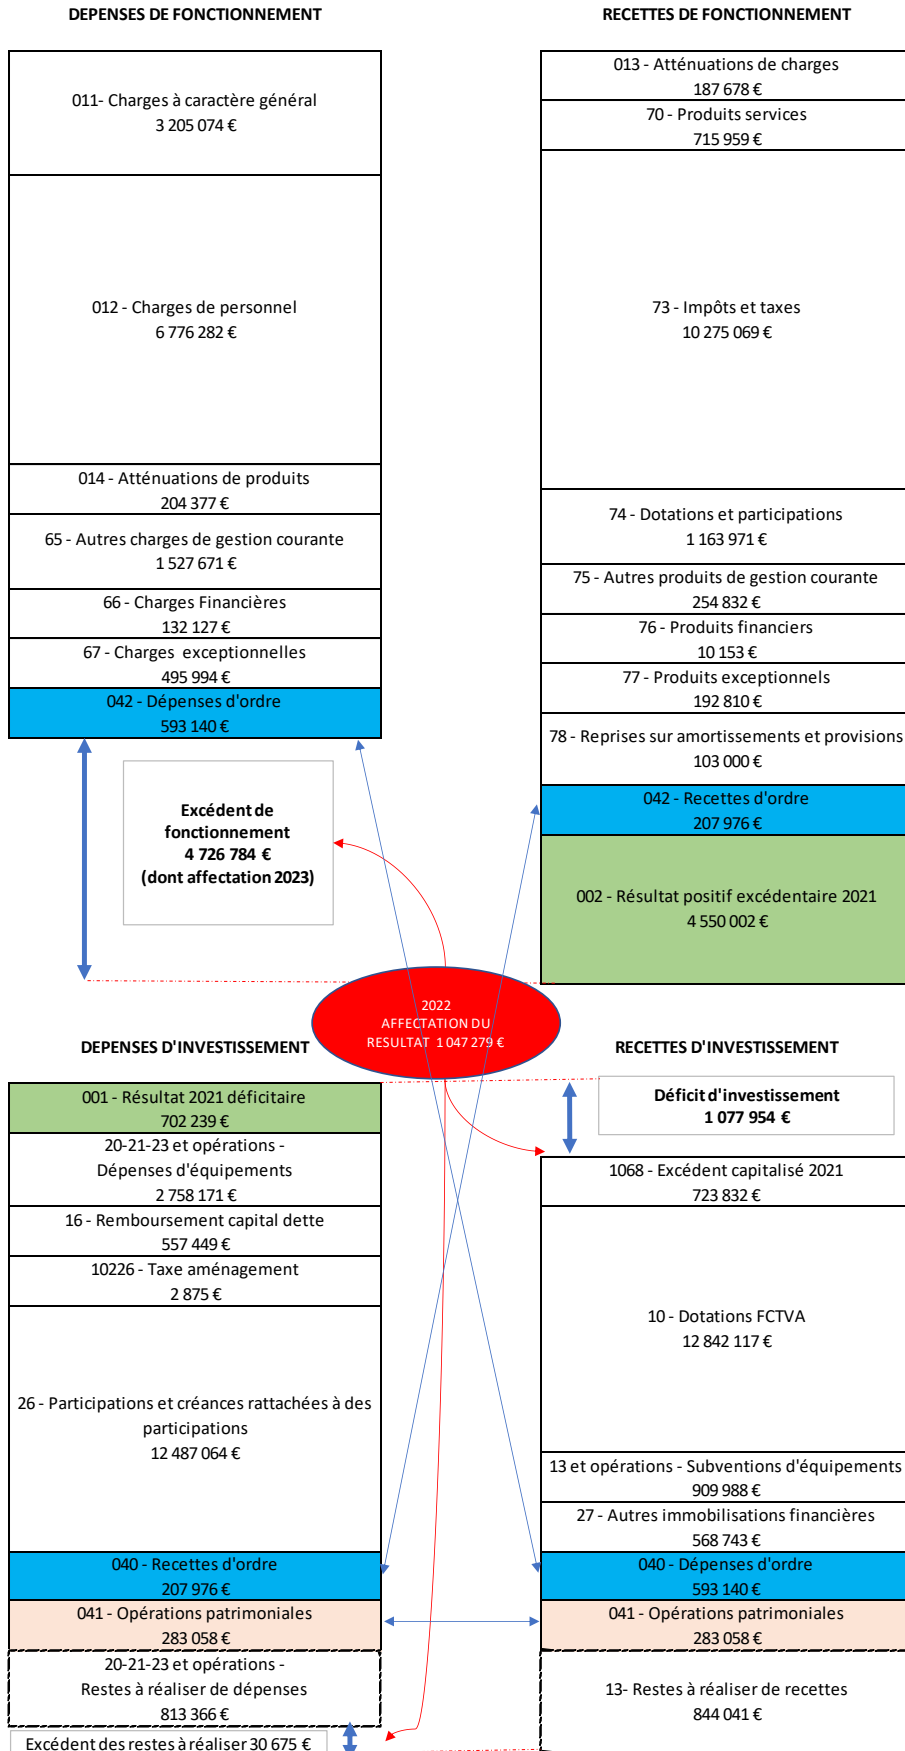 DEPENSES DE FONCTIONNEMENT
011- Charges à caractère général
3 205 074 €
012 - Charges de personnel
6 776 282 €
014 - Atténuations de produits
204 377 €
65 - Autres charges de gestion courante
1 527 671 €
66 - Charges Financières
132 127 €
67 - Charges exceptionnelles
495 994 €
042 - Dépenses d'ordre
593 140 €
Excédent de
fonctionnement
4 726 784 €
(dont affectation 2023)
RECETTES DE FONCTIONNEMENT
013 - Atténuations de charges
187 678 €
70 - Produits services
715 959 €
73 - Impôts et taxes
10 275 069 €
74 - Dotations et participations
1 163 971 €
75 - Autres produits de gestion courante
254 832 €
76 - Produits financiers
10 153 €
77 - Produits exceptionnels
192 810 €
78 - Reprises sur amortissements et provisions
103 000 €
042 - Recettes d'ordre
207 976 €
002 - Résultat positif excédentaire 2021
4 550 002 €
2022
AFFECTATION DU
RESULTAT 1 047 279 €
DEPENSES D'INVESTISSEMENT
001 - Résultat 2021 déficitaire
702 239 €
20-21-23 et opérations -
Dépenses d'équipements
2 758 171 €
16 - Remboursement capital dette
557 449 €
10226 - Taxe aménagement
2 875 €
26 - Participations et créances rattachées à des
participations
12 487 064 €
040 - Recettes d'ordre
207 976 €
041 - Opérations patrimoniales
283 058 €
20-21-23 et opérations -
Restes à réaliser de dépenses
813 366 €
Excédent des restes à réaliser 30 675 €
RECETTES D'INVESTISSEMENT
Déficit d'investissement
1 077 954 €
1068 - Excédent capitalisé 2021
723 832 €
10 - Dotations FCTVA
12 842 117 €
13 et opérations - Subventions d'équipements
909 988 €
27 - Autres immobilisations financières
568 743 €
040 - Dépenses d'ordre
593 140 €
041 - Opérations patrimoniales
283 058 €
13- Restes à réaliser de recettes
844 041 €